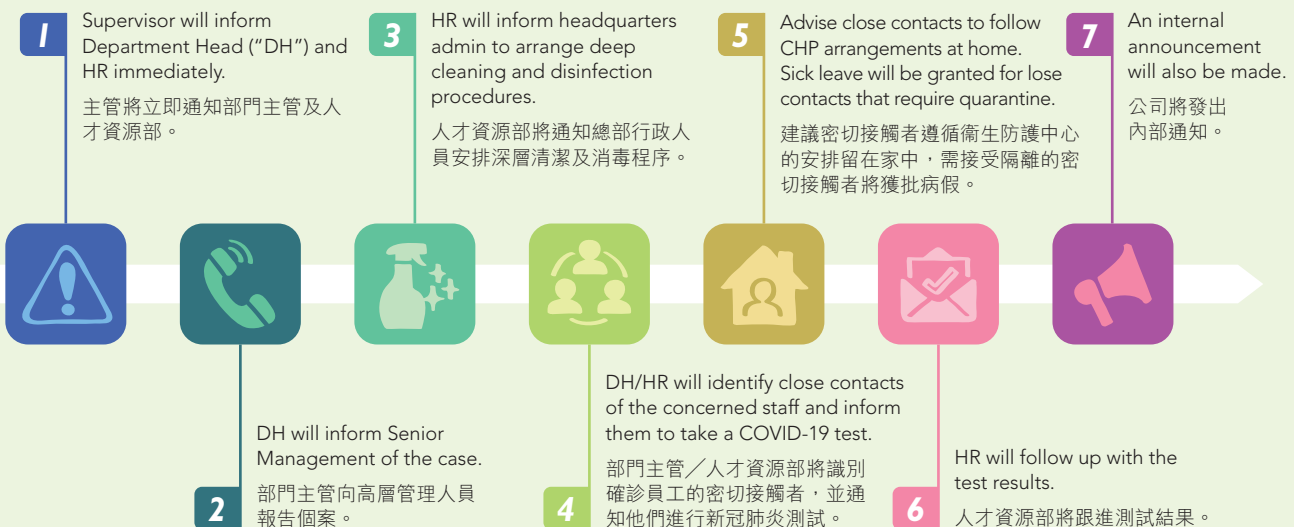 1
Supervisor will inform
Department Head (“DH”) and
HR immediately.
主管將立即通知部門主管及人
才資源部。
2
DH will inform Senior
Management of the case.
部門主管向高層管理人員
報告個案。
3
HR will inform headquarters
admin to arrange deep
cleaning and disinfection
procedures.
人才資源部將通知總部行政人
員安排深層清潔及消毒程序。
4
DH/HR will identify close contacts
of the concerned staff and inform
them to take a COVID-19 test.
部門主管／人才資源部將識別
確診員工的密切接觸者，並通
知他們進行新冠肺炎測試。
5
Advise close contacts to follow
CHP arrangements at home.
Sick leave will be granted for lose
contacts that require quarantine.
建議密切接觸者遵循衞生防護中心
的安排留在家中，需接受隔離的密
切接觸者將獲批病假。
6
HR will follow up with the
test results.
人才資源部將跟進測試結果。
7
An internal
announcement
will also be made.
公司將發出
內部通知。